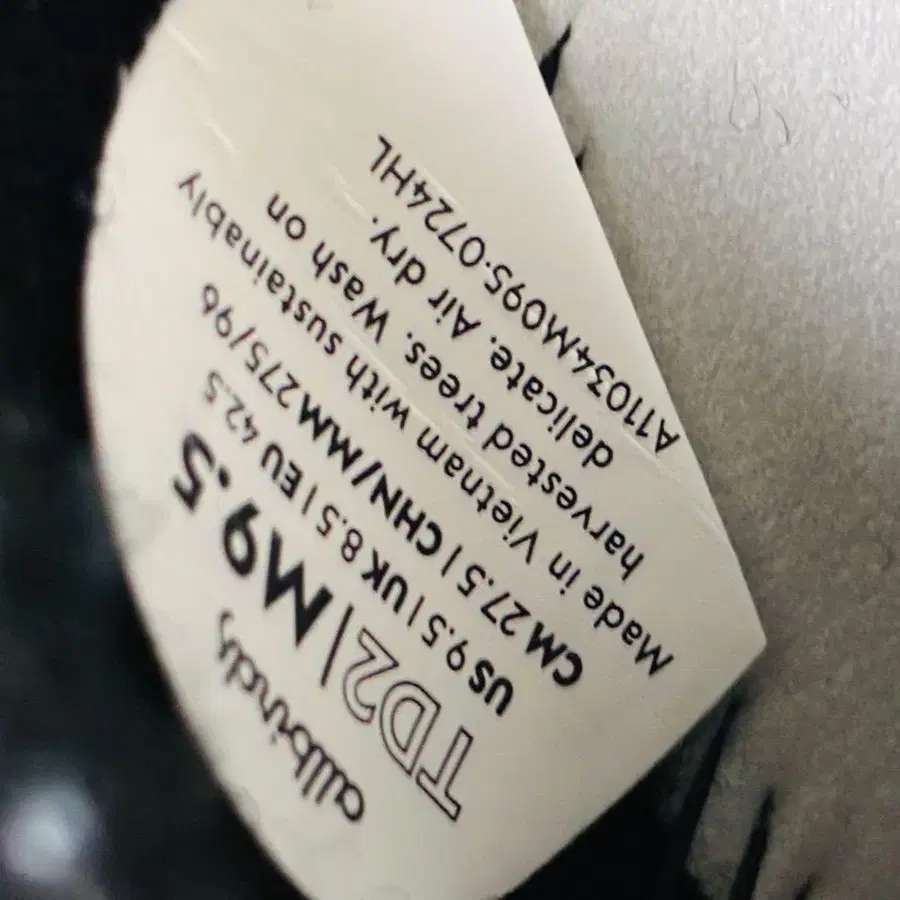 allbirds
TD2 | M9.5
US 9.5 | UK 8.5 | EU 42.5
CM 27.5 | CHN/MM 275/96
Made in Vietnam with sustainably
harvested trees. Wash on
delicate. Air dry.
A11034M095-0724HL